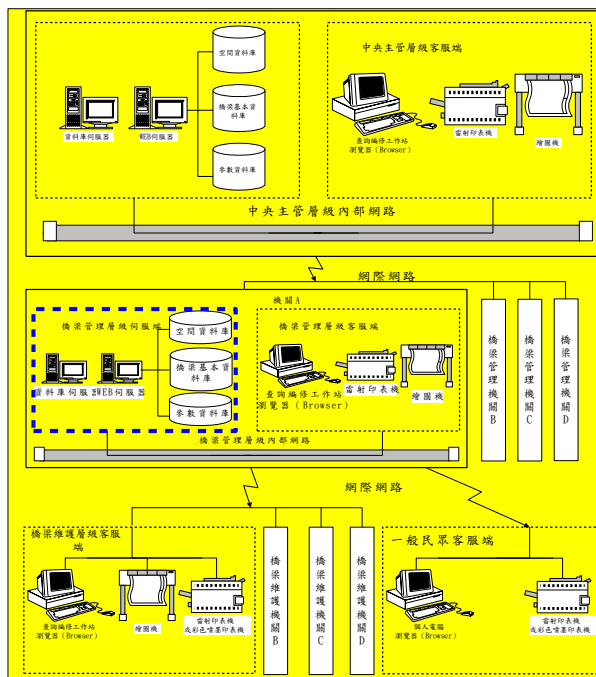 空間資料庫
橋梁基本資
料庫
參數資料庫
資料庫伺服器
WEB伺服器
中央主管層級客服端
查詢編修工作站
瀏覽器(Browser)
雷射印表機
繪圖機
中央主管層級內部網路
網際網路
機關A
橋梁管理層級伺服端
空間資料庫
橋梁基本資
料庫
參數資料庫
資料庫伺服器
WEB伺服器
橋梁管理層級客服端
查詢編修工作站
瀏覽器(Browser)
雷射印表機
繪圖機
橋梁管理層級內部網路
橋梁管理機關B
橋梁管理機關C
橋梁管理機關D
網際網路
橋梁維護層級客服
端
查詢編修工作站
瀏覽器(Browser)
繪圖機
雷射印表機
或彩色噴墨印表機
橋梁維護機關B
橋梁維護機關C
橋梁維護機關D
一般民眾客服端
個人電腦
瀏覽器(Browser)
雷射印表機
或彩色噴墨印表機